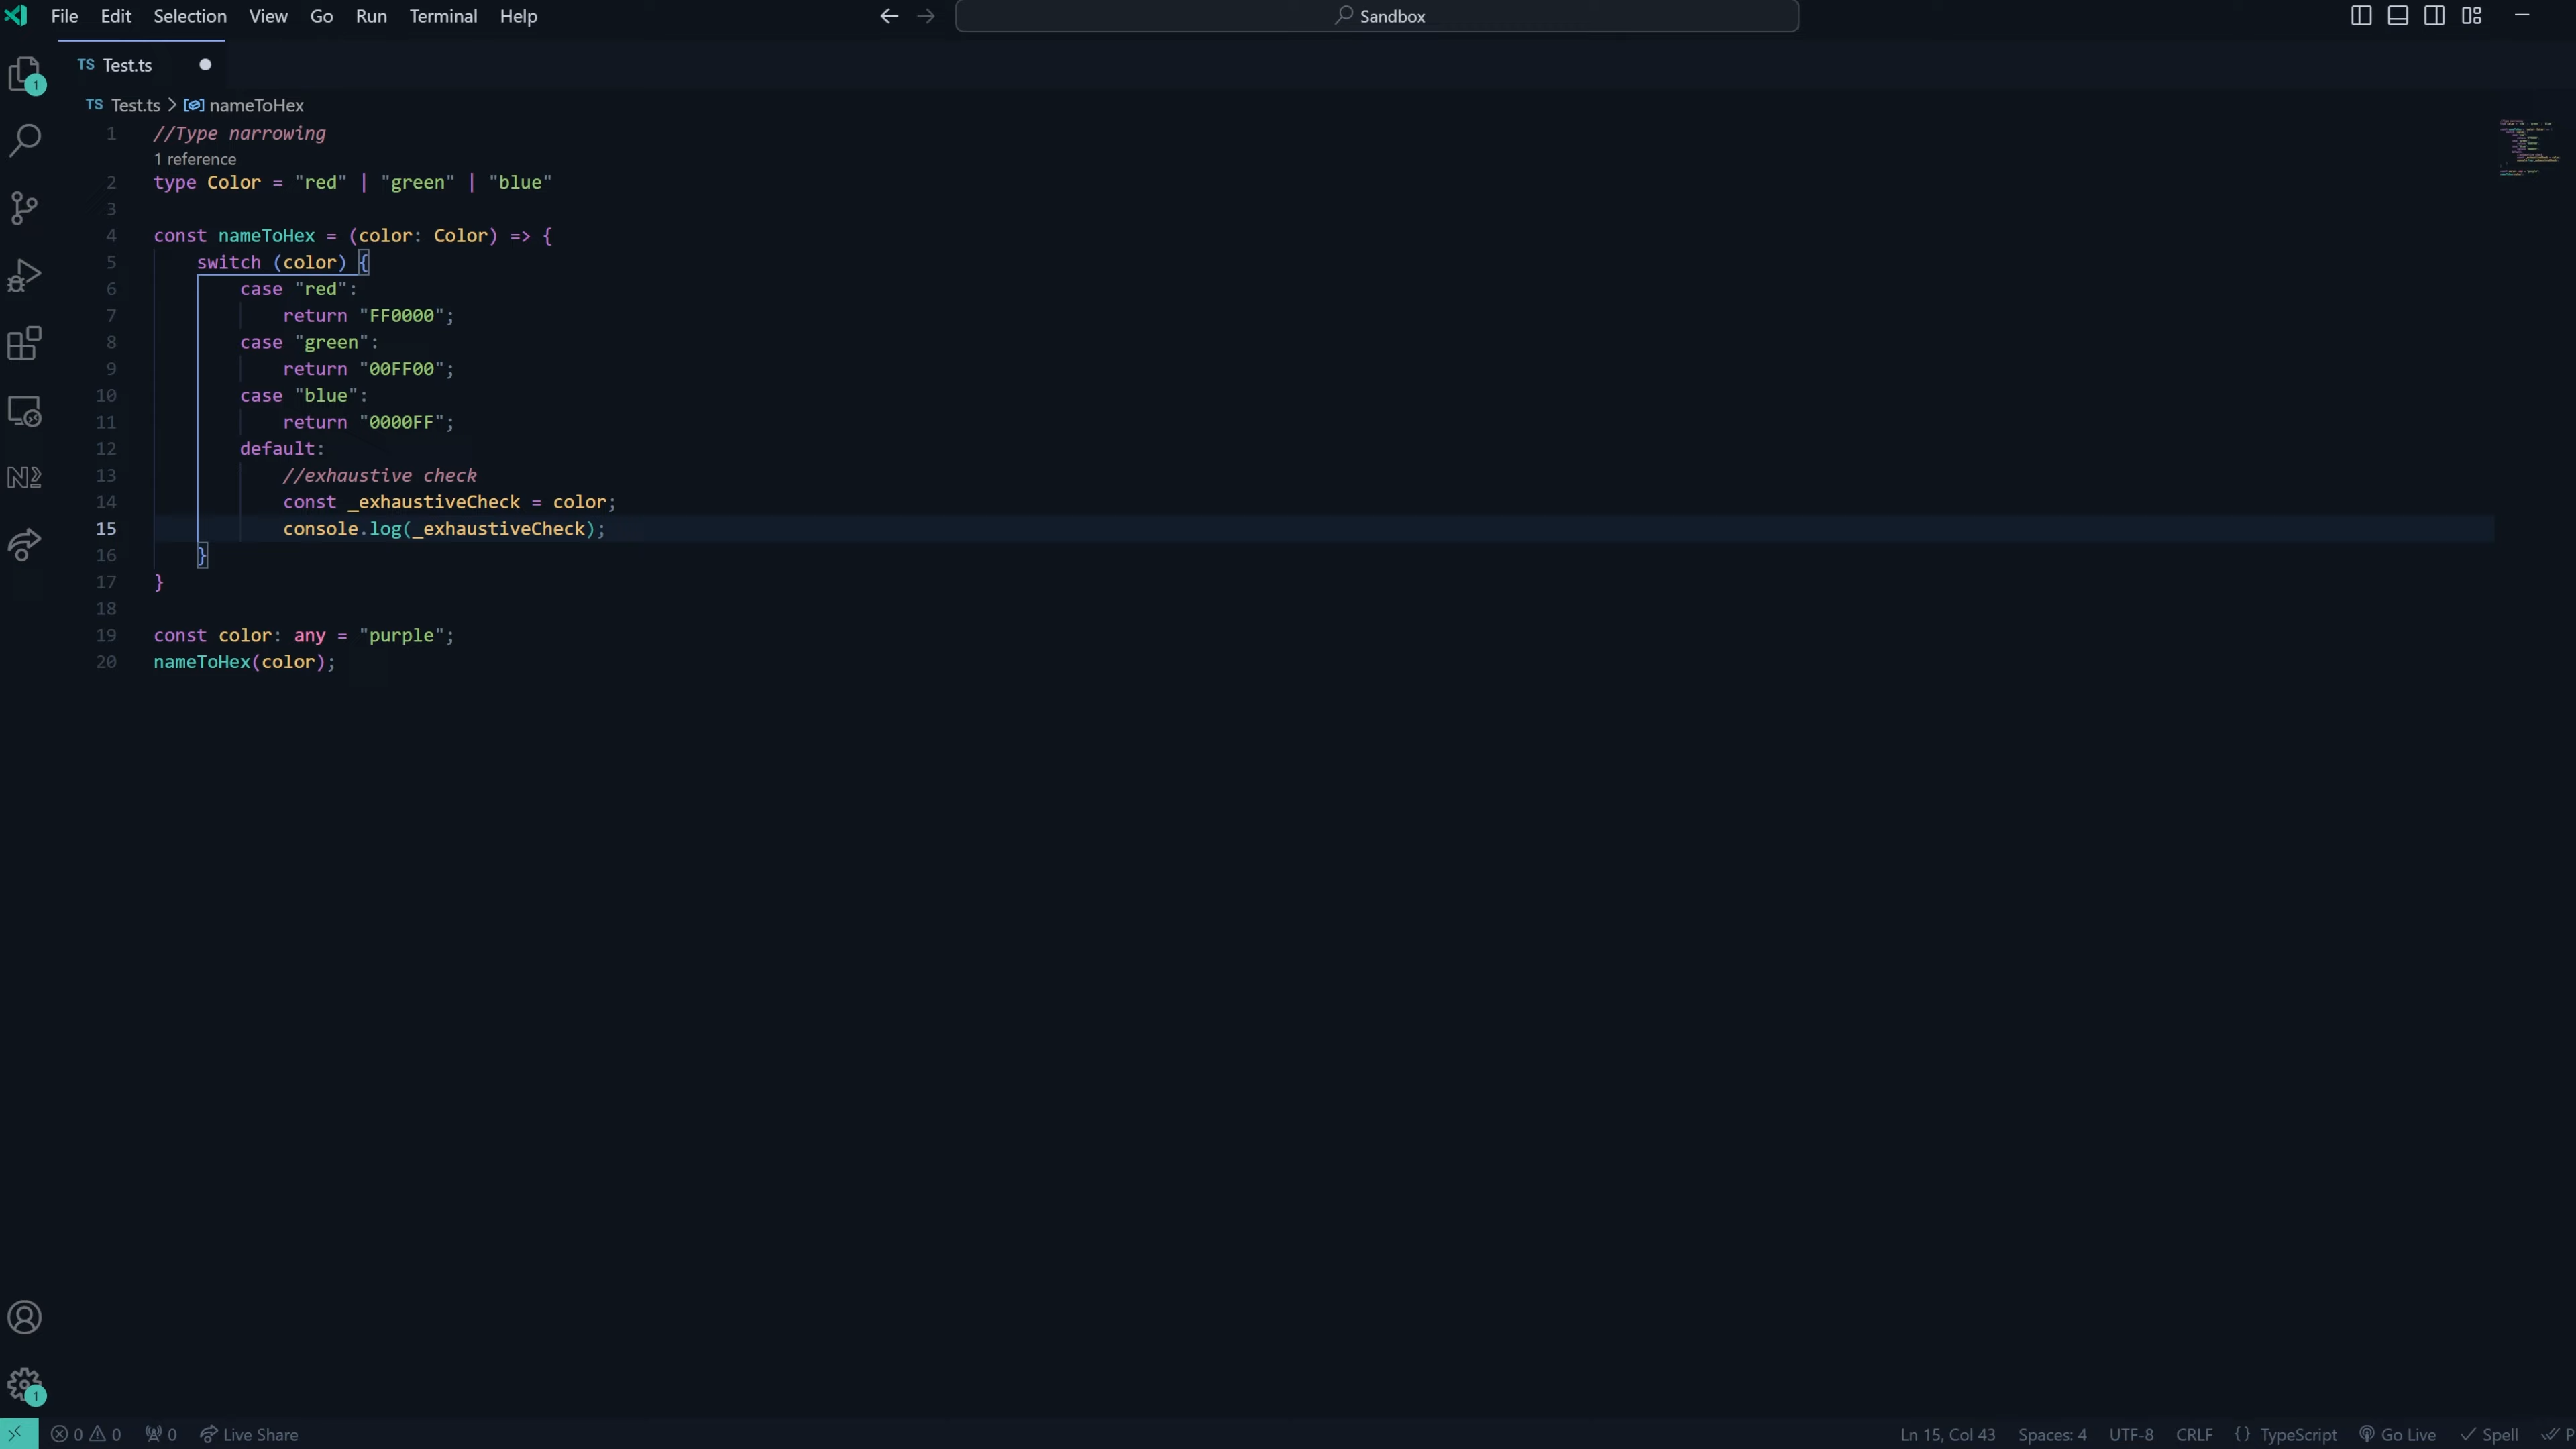 File Edit Selection View Go Run Terminal Help
Sandbox
TS Test.ts
TS Test.ts > nameToHex
1 //Type narrowing
1 reference
2 type Color = "red" | "green" | "blue"
3
4 const nameToHex = (color: Color) => {
5 switch (color) {
6 case "red":
7 return "FF0000";
8 case "green":
9 return "00FF00";
10 case "blue":
11 return "0000FF";
12 default:
13 //exhaustive check
14 const _exhaustiveCheck = color;
15 console.log(_exhaustiveCheck);
16 }
17 }
18
19 const color: any = "purple";
20 nameToHex(color);
1
1
0 0 0 Live Share
Ln 15, Col 43 Spaces: 4 UTF-8 CRLF {} TypeScript Go Live Spell